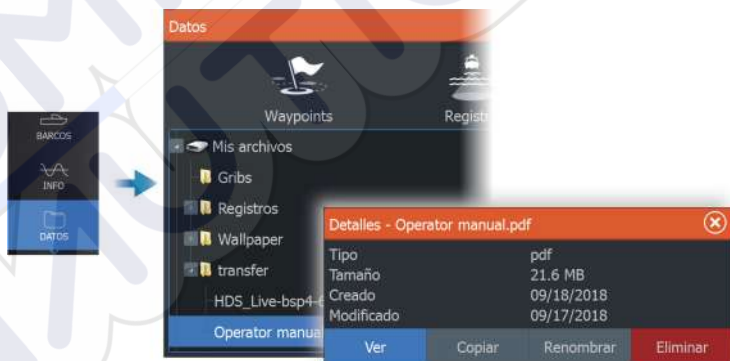 BARCOS
INFO
DATOS
Datos
Waypoints
Mis archivos
Gribs
Registros
Wallpaper
transfer
Operator
Detalles - Operator manual.pdf
Tipo pdf
Tamaño 21.6 MB
Creado 09/18/2018
Modificado 09/17/2018
Ver Copiar Renombrar Eliminar